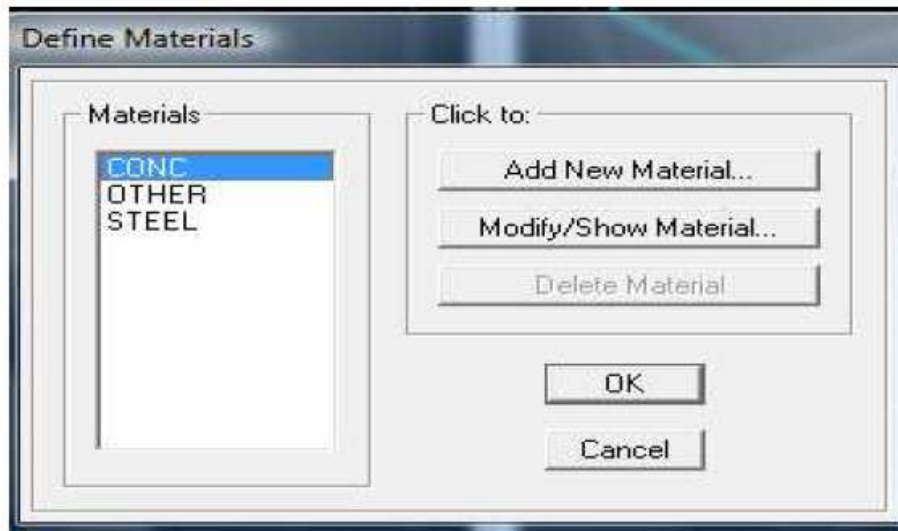 Define Materials
Materials
CONC
OTHER
STEEL
Click to:
Add New Material...
Modify/Show Material...
Delete Material
OK
Cancel